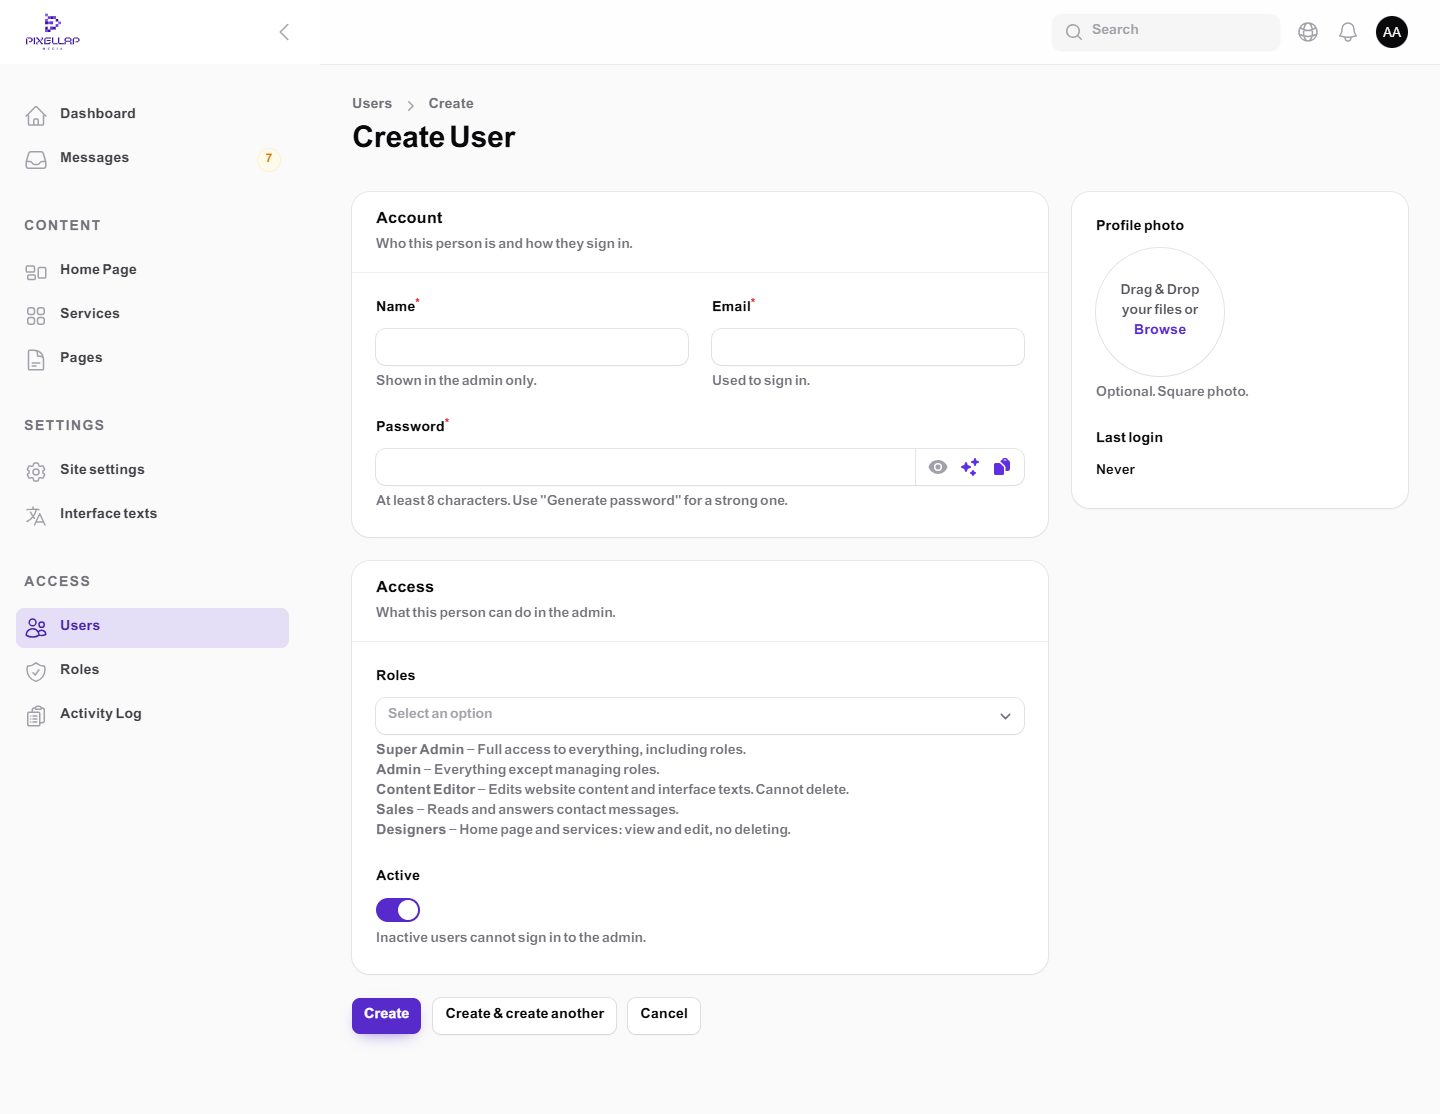 PIXELLAP
MEDIA
Search
AA
Dashboard
Messages
7
CONTENT
Home Page
Services
Pages
SETTINGS
Site settings
Interface texts
ACCESS
Users
Roles
Activity Log
Users > Create
Create User
Account
Who this person is and how they sign in.
Name*
Email*
Shown in the admin only.
Used to sign in.
Password*
At least 8 characters. Use "Generate password" for a strong one.
Access
What this person can do in the admin.
Roles
Select an option
Super Admin – Full access to everything, including roles.
Admin – Everything except managing roles.
Content Editor – Edits website content and interface texts. Cannot delete.
Sales – Reads and answers contact messages.
Designers – Home page and services: view and edit, no deleting.
Active
Inactive users cannot sign in to the admin.
Create
Create & create another
Cancel
Profile photo
Drag & Drop
your files or
Browse
Optional. Square photo.
Last login
Never